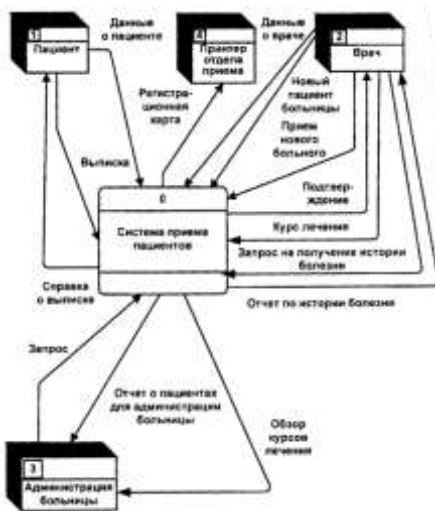 Данные
о пациенте
1
Пациент
4
Принтер
отдела
приема
Данные
о враче
2
Врач
Регистра-
ционная
карта
Новый
пациент
больницы
Прием
нового
больного
Выписка
0
Система приема
пациентов
Подтвер-
ждение
Курс лечения
Запрос на получение истории
болезни
Отчет по истории болезни
Справка
о выписке
Запрос
Отчет о пациентах
для администрации
больницы
Обзор
курсов
лечения
3
Администрация
больницы